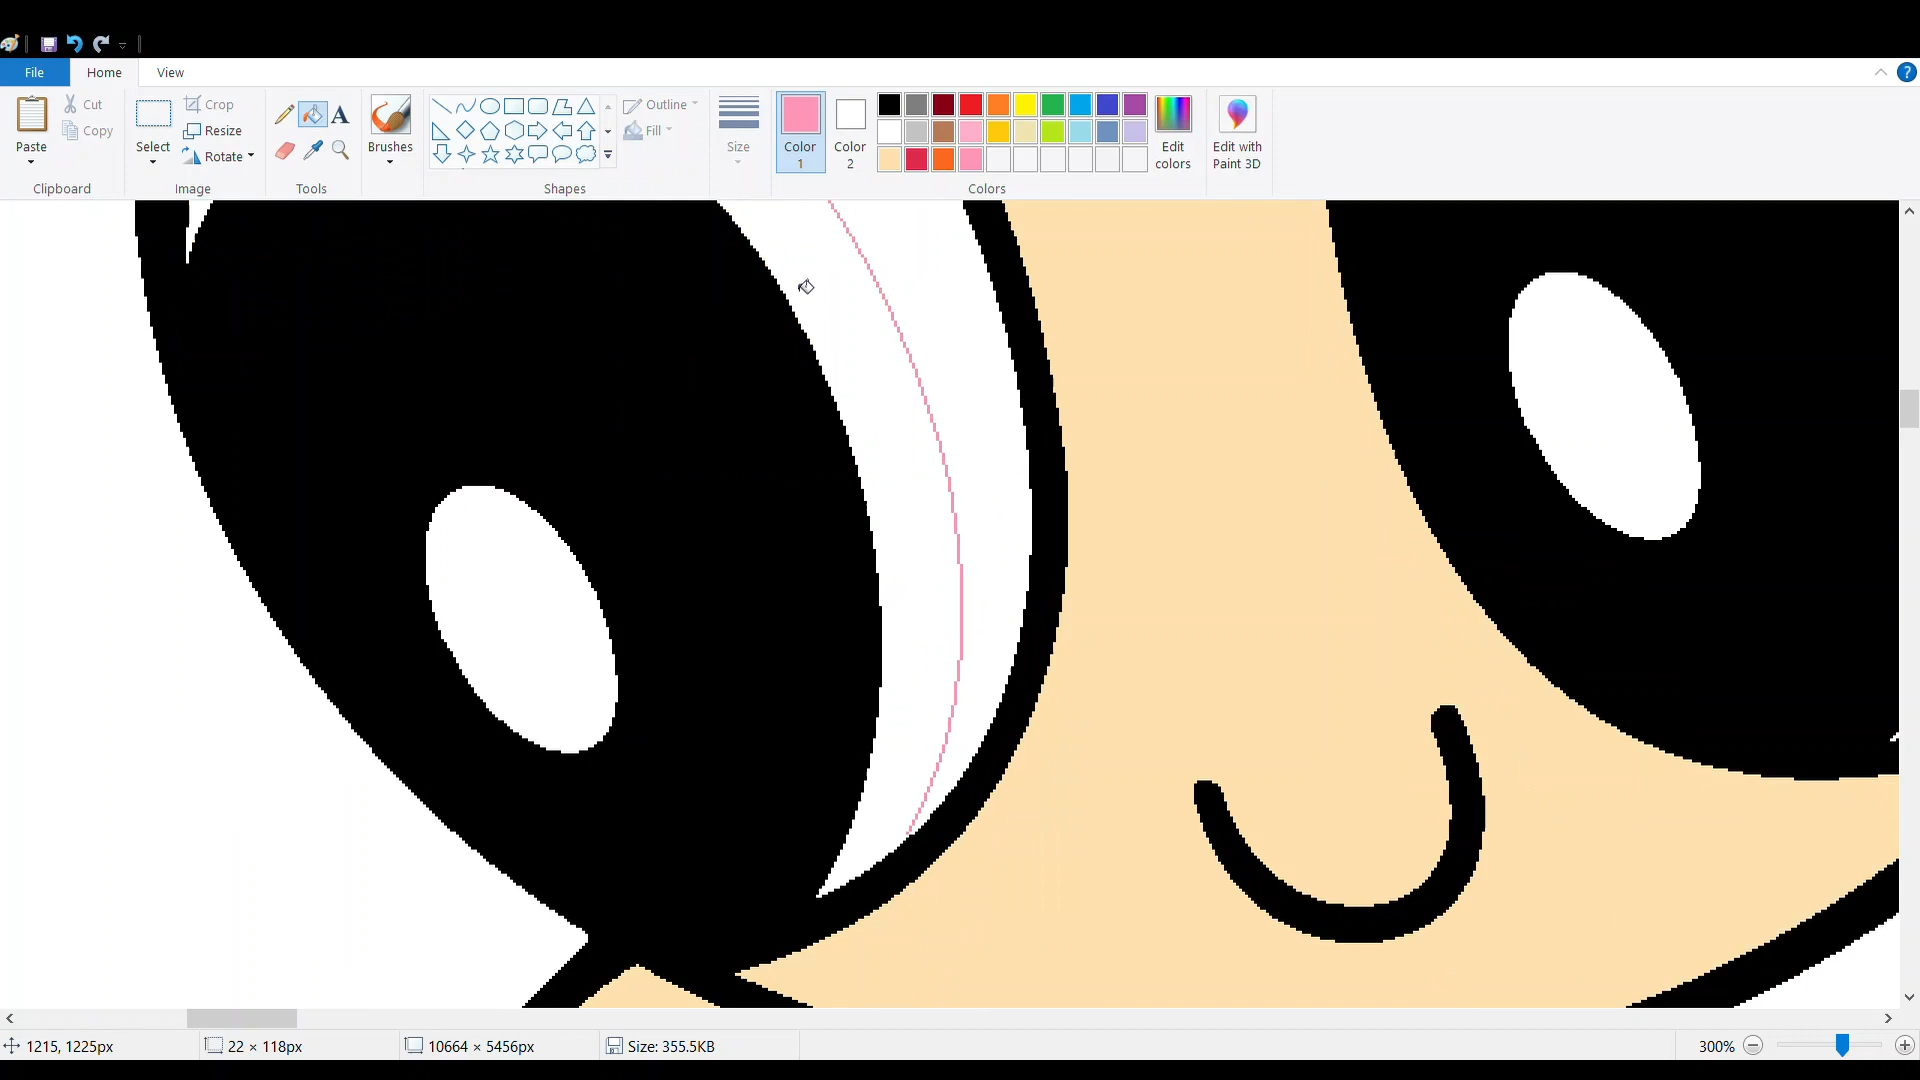 File Home View ?
Paste
Cut
Copy
Clipboard
Select
Crop
Resize
Rotate
Image
A
Tools
Brushes
Shapes
Outline
Fill
Size
Color
1
Color
2
Colors
Edit
colors
Edit with
Paint 3D
1215, 1225px 22 × 118px 10664 × 5456px Size: 355.5KB 300%